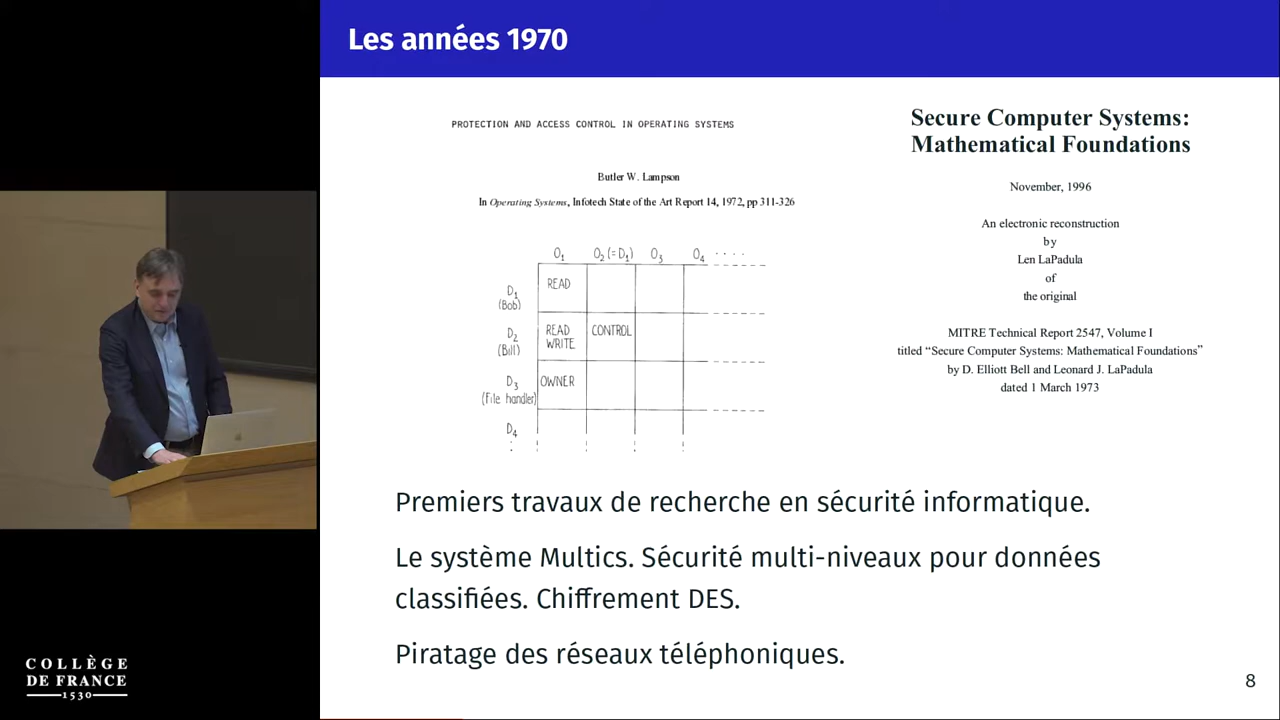 Les années 1970
PROTECTION AND ACCESS CONTROL IN OPERATING SYSTEMS
Butler W. Lampson
In Operating Systems, Infotech State of the Art Report 14, 1972, pp 311-326
O1 O2 (=D1) O3 O4 ....
D1 READ
(Bob)
D2 READ CONTROL
(Bill) WRITE
D3 OWNER
(File handler)
D4
Secure Computer Systems:
Mathematical Foundations
November, 1996
An electronic reconstruction
by
Len LaPadula
of
the original
MITRE Technical Report 2547, Volume I
titled “Secure Computer Systems: Mathematical Foundations”
by D. Elliott Bell and Leonard J. LaPadula
dated 1 March 1973
Premiers travaux de recherche en sécurité informatique.
Le système Multics. Sécurité multi-niveaux pour données
classifiées. Chiffrement DES.
Piratage des réseaux téléphoniques.
COLLÈGE
DE FRANCE
1530
8